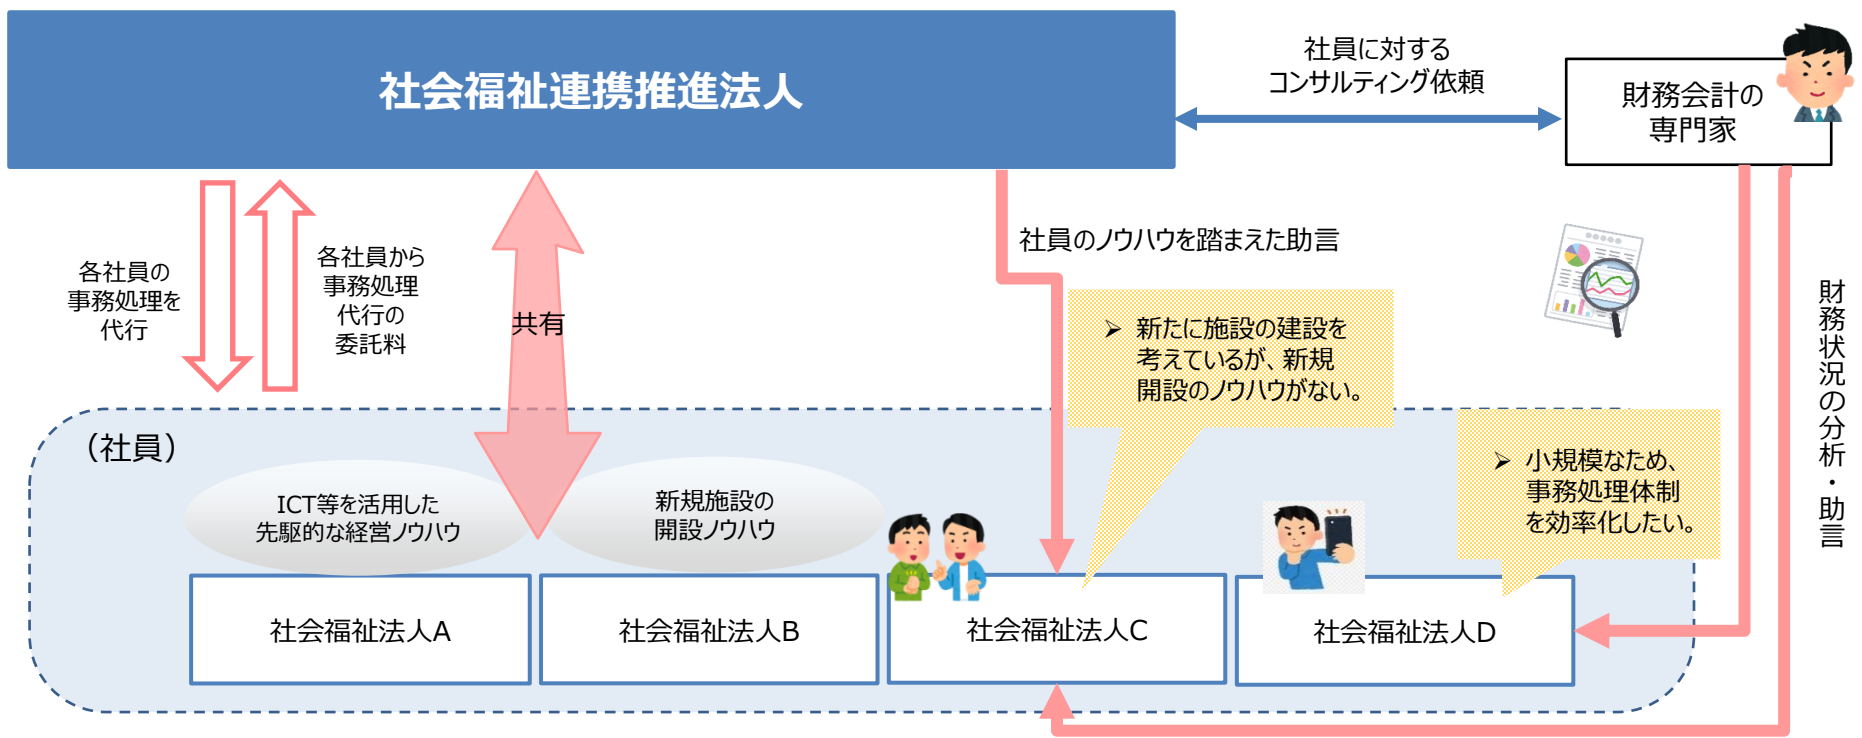 社会福祉連携推進法人
社員に対する
コンサルティング依頼
財務会計の
専門家
各社員の
事務処理を
代行
各社員から
事務処理
代行の
委託料
共有
社員のノウハウを踏まえた助言
➢ 新たに施設の建設を
考えているが、新規
開設のノウハウがない。
財務状況の分析・助言
（社員）
ICT等を活用した
先駆的な経営ノウハウ
新規施設の
開設ノウハウ
➢ 小規模なため、
事務処理体制
を効率化したい。
社会福祉法人A
社会福祉法人B
社会福祉法人C
社会福祉法人D